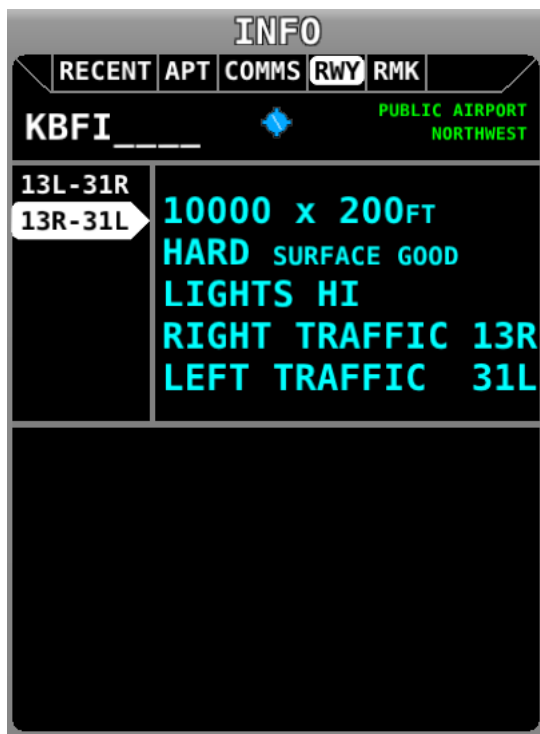 INFO
RECENT APT COMMS RWY RMK
KBFI____
PUBLIC AIRPORT
NORTHWEST
13L-31R
13R-31L
10000 x 200FT
HARD SURFACE GOOD
LIGHTS HI
RIGHT TRAFFIC 13R
LEFT TRAFFIC 31L